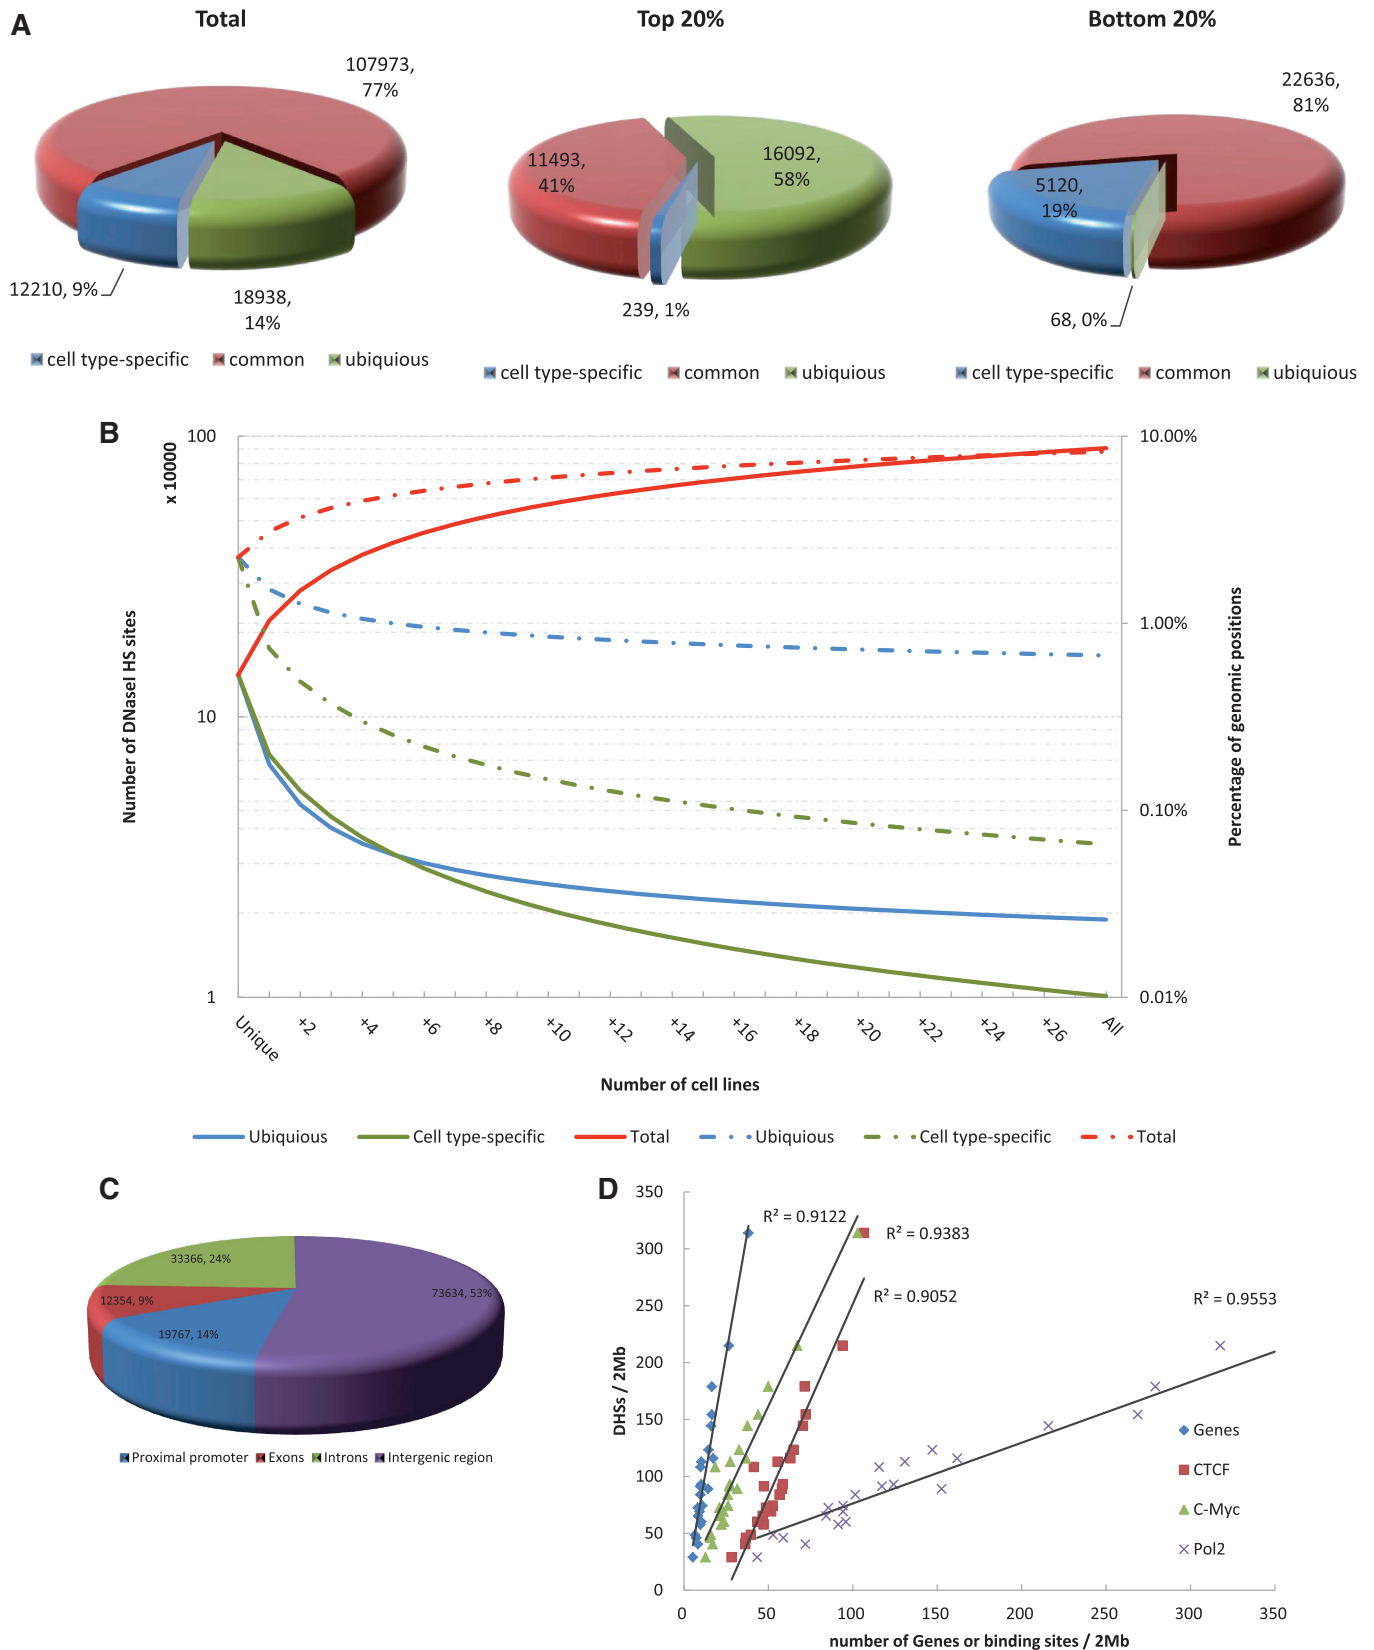 A
Total
Top 20%
Bottom 20%
107973,
77%
12210, 9%
18938,
14%
11493,
41%
16092,
58%
239, 1%
22636,
81%
5120,
19%
68, 0%
cell type-specific common ubiquious
cell type-specific common ubiquious
cell type-specific common ubiquious
B
x 10000
100
10
1
Number of DNaseI HS sites
10.00%
1.00%
0.10%
0.01%
Percentage of genomic positions
Unique +2 +4 +6 +8 +10 +12 +14 +16 +18 +20 +22 +24 +26 All
Number of cell lines
Ubiquious Cell type-specific Total Ubiquious Cell type-specific Total
C
33366, 24%
12354, 9%
19767, 14%
73634, 53%
Proximal promoter Exons Introns Intergenic region
D
350
300
250
200
150
100
50
0
DHSs / 2Mb
R² = 0.9122
R² = 0.9383
R² = 0.9052
R² = 0.9553
Genes
CTCF
C-Myc
Pol2
0 50 100 150 200 250 300 350
number of Genes or binding sites / 2Mb